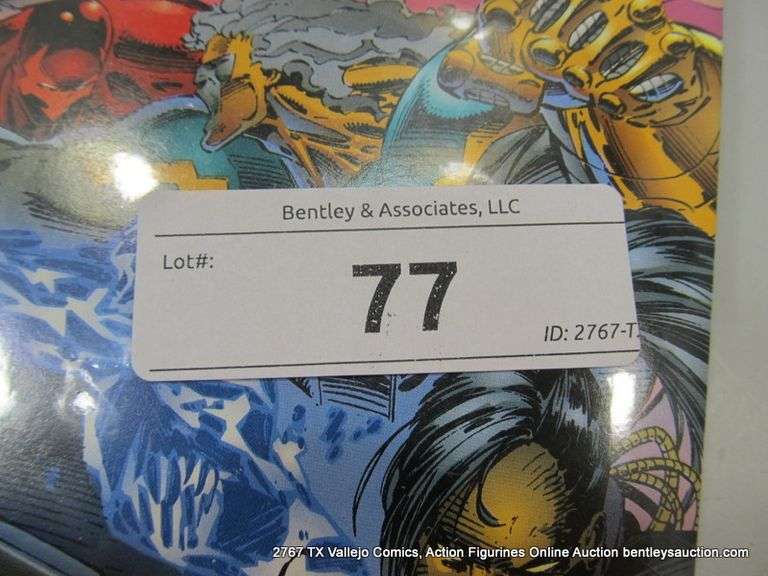 Bentley & Associates, LLC
Lot#:
77
ID: 2767-T
2767 TX Vallejo Comics, Action Figurines Online Auction bentleysauction.com